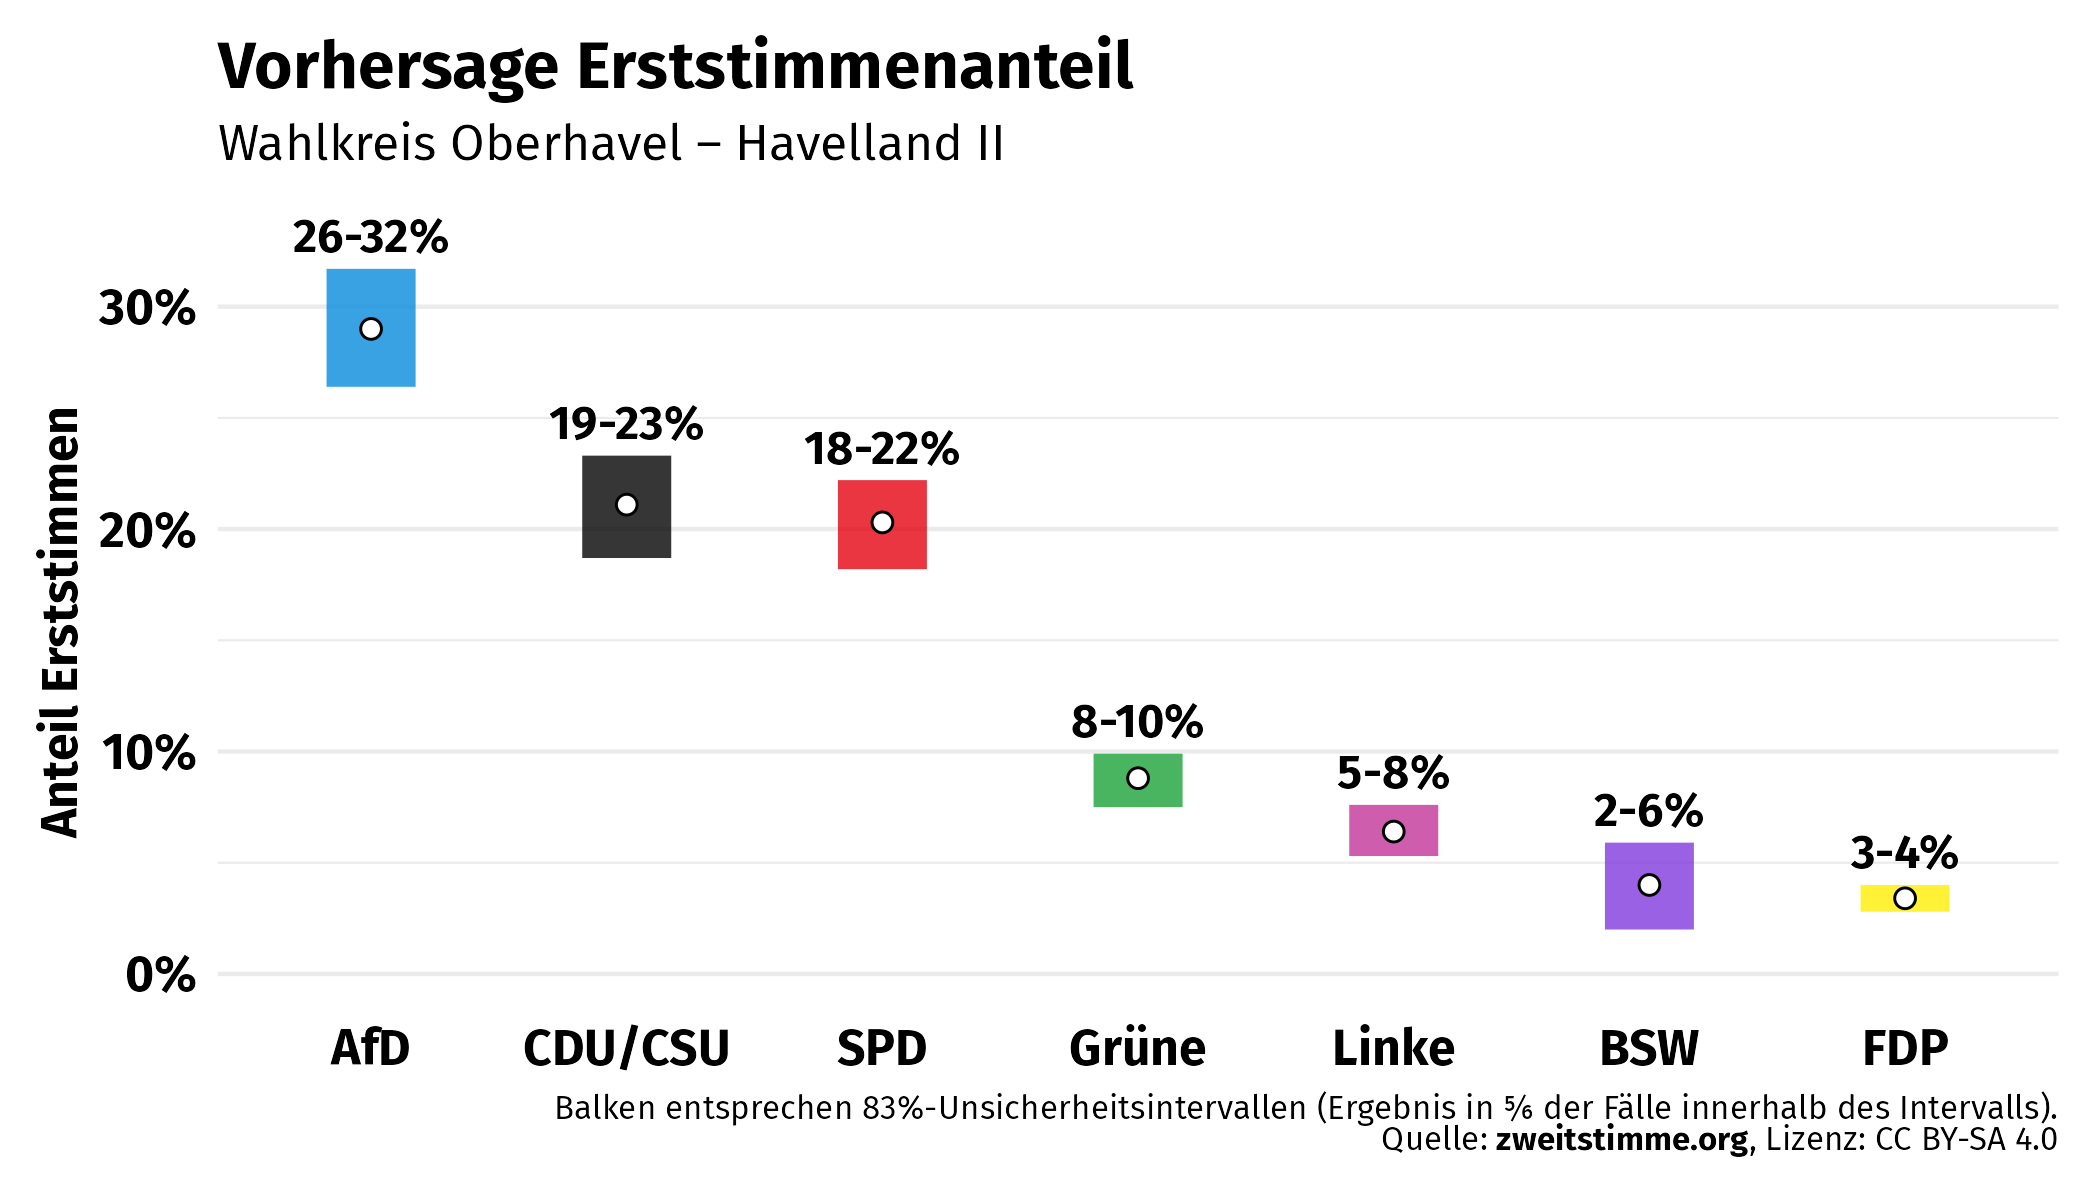 Vorhersage Erststimmenanteil
Wahlkreis Oberhavel – Havelland II
26-32%
30%
19-23%
18-22%
20%
Anteil Erststimmen
8-10%
10%
5-8%
2-6%
3-4%
0%
AfD CDU/CSU SPD Grüne Linke BSW FDP
Balken entsprechen 83%-Unsicherheitsintervallen (Ergebnis in ⅚ der Fälle innerhalb des Intervalls).
Quelle: zweitstimme.org, Lizenz: CC BY-SA 4.0